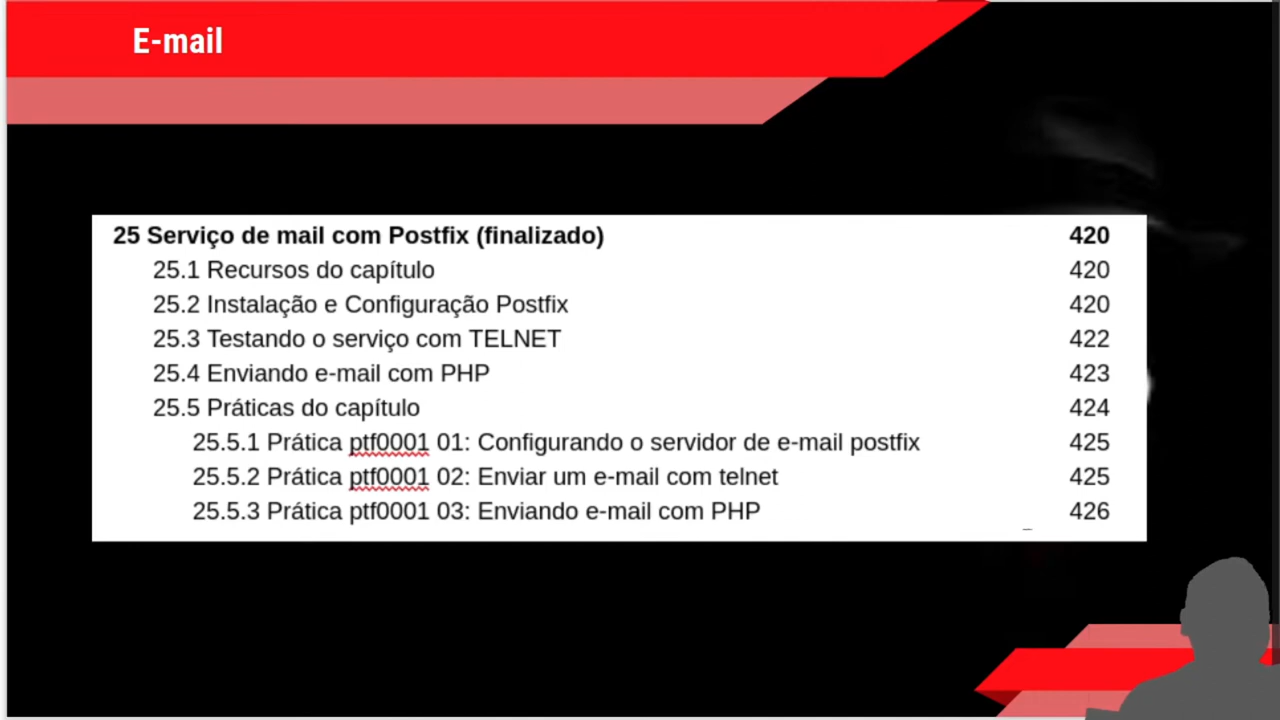 E-mail
25 Serviço de mail com Postfix (finalizado) 420
25.1 Recursos do capítulo 420
25.2 Instalação e Configuração Postfix 420
25.3 Testando o serviço com TELNET 422
25.4 Enviando e-mail com PHP 423
25.5 Práticas do capítulo 424
25.5.1 Prática ptf0001 01: Configurando o servidor de e-mail postfix 425
25.5.2 Prática ptf0001 02: Enviar um e-mail com telnet 425
25.5.3 Prática ptf0001 03: Enviando e-mail com PHP 426